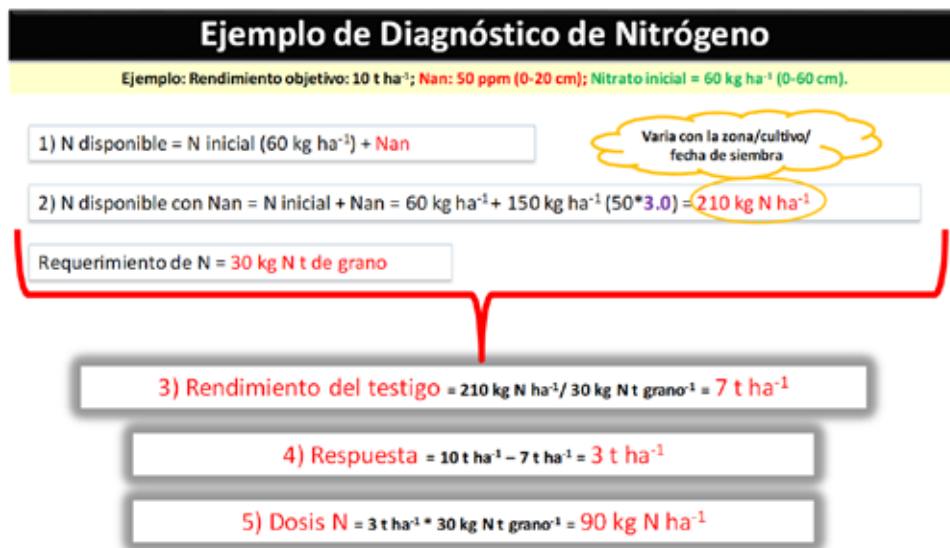 Ejemplo de Diagnóstico de Nitrógeno
Ejemplo: Rendimiento objetivo: 10 t ha⁻¹; Nan: 50 ppm (0-20 cm); Nitrato inicial = 60 kg ha⁻¹ (0-60 cm).
1) N disponible = N inicial (60 kg ha⁻¹) + Nan
Varia con la zona/cultivo/
fecha de siembra
2) N disponible con Nan = N inicial + Nan = 60 kg ha⁻¹ + 150 kg ha⁻¹ (50*3.0) = 210 kg N ha⁻¹
Requerimiento de N = 30 kg N t de grano
3) Rendimiento del testigo = 210 kg N ha⁻¹/ 30 kg N t grano⁻¹ = 7 t ha⁻¹
4) Respuesta = 10 t ha⁻¹ – 7 t ha⁻¹ = 3 t ha⁻¹
5) Dosis N = 3 t ha⁻¹ * 30 kg N t grano⁻¹ = 90 kg N ha⁻¹